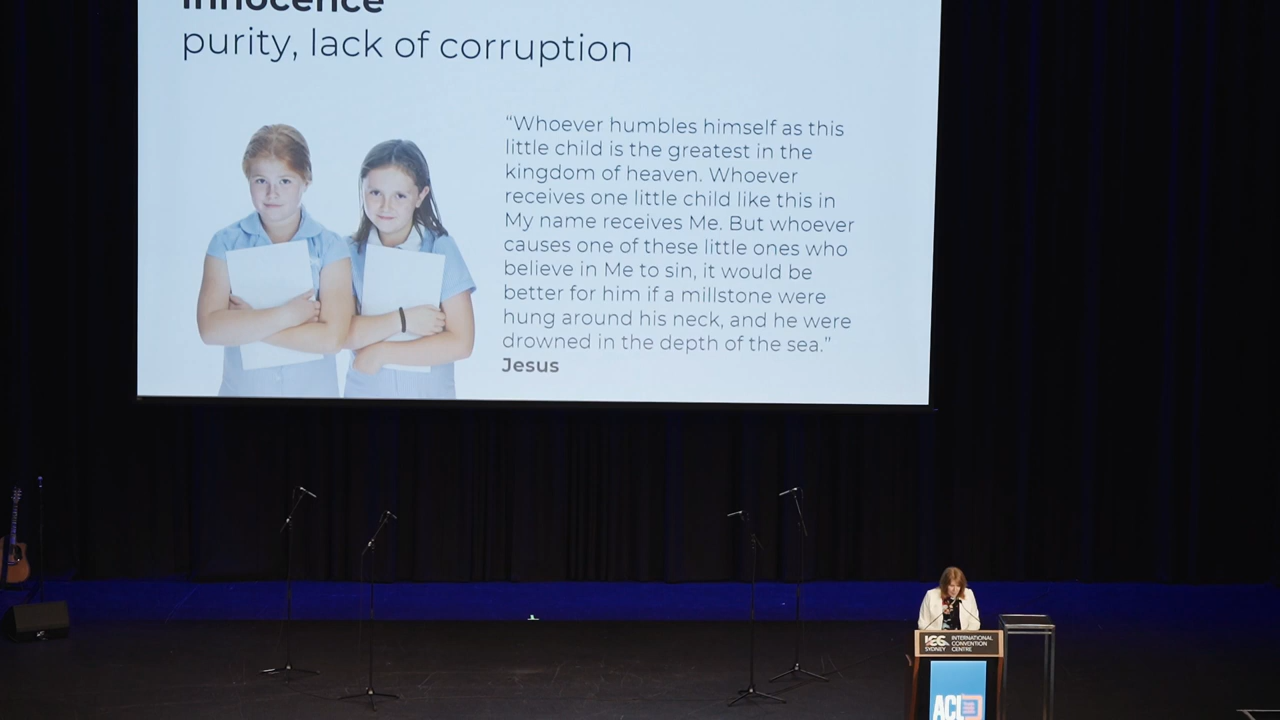 Innocence
purity, lack of corruption
“Whoever humbles himself as this
little child is the greatest in the
kingdom of heaven. Whoever
receives one little child like this in
My name receives Me. But whoever
causes one of these little ones who
believe in Me to sin, it would be
better for him if a millstone were
hung around his neck, and he were
drowned in the depth of the sea.”
Jesus
ICC
SYDNEY
INTERNATIONAL
CONVENTION
CENTRE
ACL